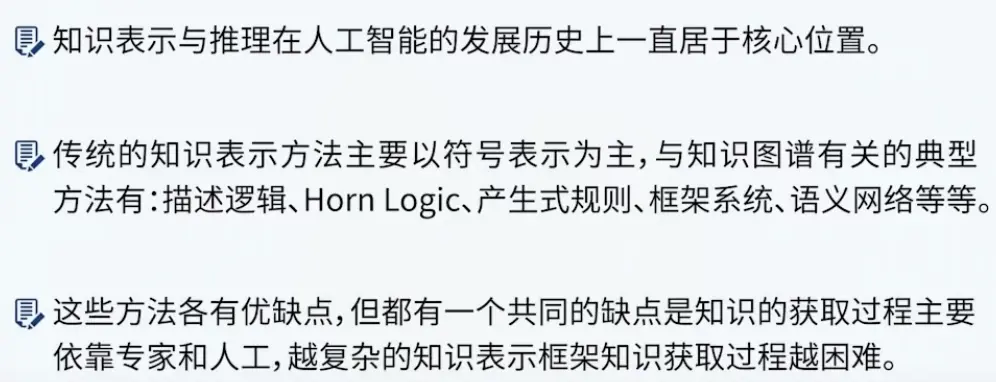 知识表示与推理在人工智能的发展历史上一直居于核心位置。
传统的知识表示方法主要以符号表示为主，与知识图谱有关的典型
方法有：描述逻辑、Horn Logic、产生式规则、框架系统、语义网络等等。
这些方法各有优缺点，但都有一个共同的缺点是知识的获取过程主要
依靠专家和人工，越复杂的知识表示框架知识获取过程越困难。